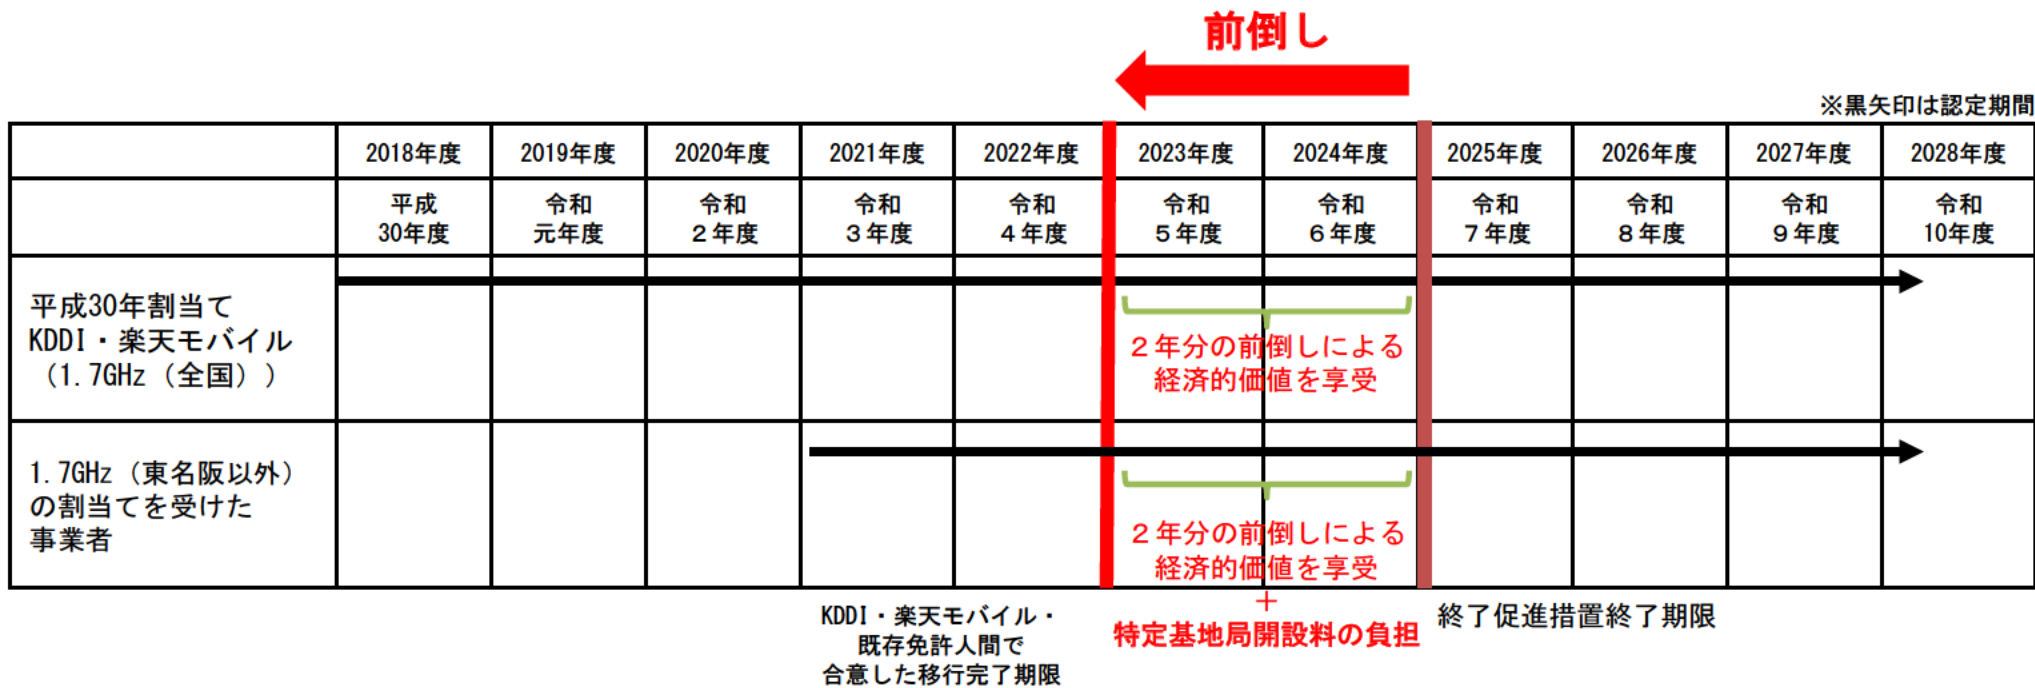 前倒し
※黒矢印は認定期間
2018年度 2019年度 2020年度 2021年度 2022年度 2023年度 2024年度 2025年度 2026年度 2027年度 2028年度
平成 令和 令和 令和 令和 令和 令和 令和 令和 令和 令和
30年度 元年度 2年度 3年度 4年度 5年度 6年度 7年度 8年度 9年度 10年度
平成30年割当て
KDDI・楽天モバイル
（1.7GHz（全国））
２年分の前倒しによる
経済的価値を享受
1.7GHz（東名阪以外）
の割当てを受けた
事業者
２年分の前倒しによる
経済的価値を享受
＋
特定基地局開設料の負担
KDDI・楽天モバイル・
既存免許人間で
合意した移行完了期限
終了促進措置終了期限